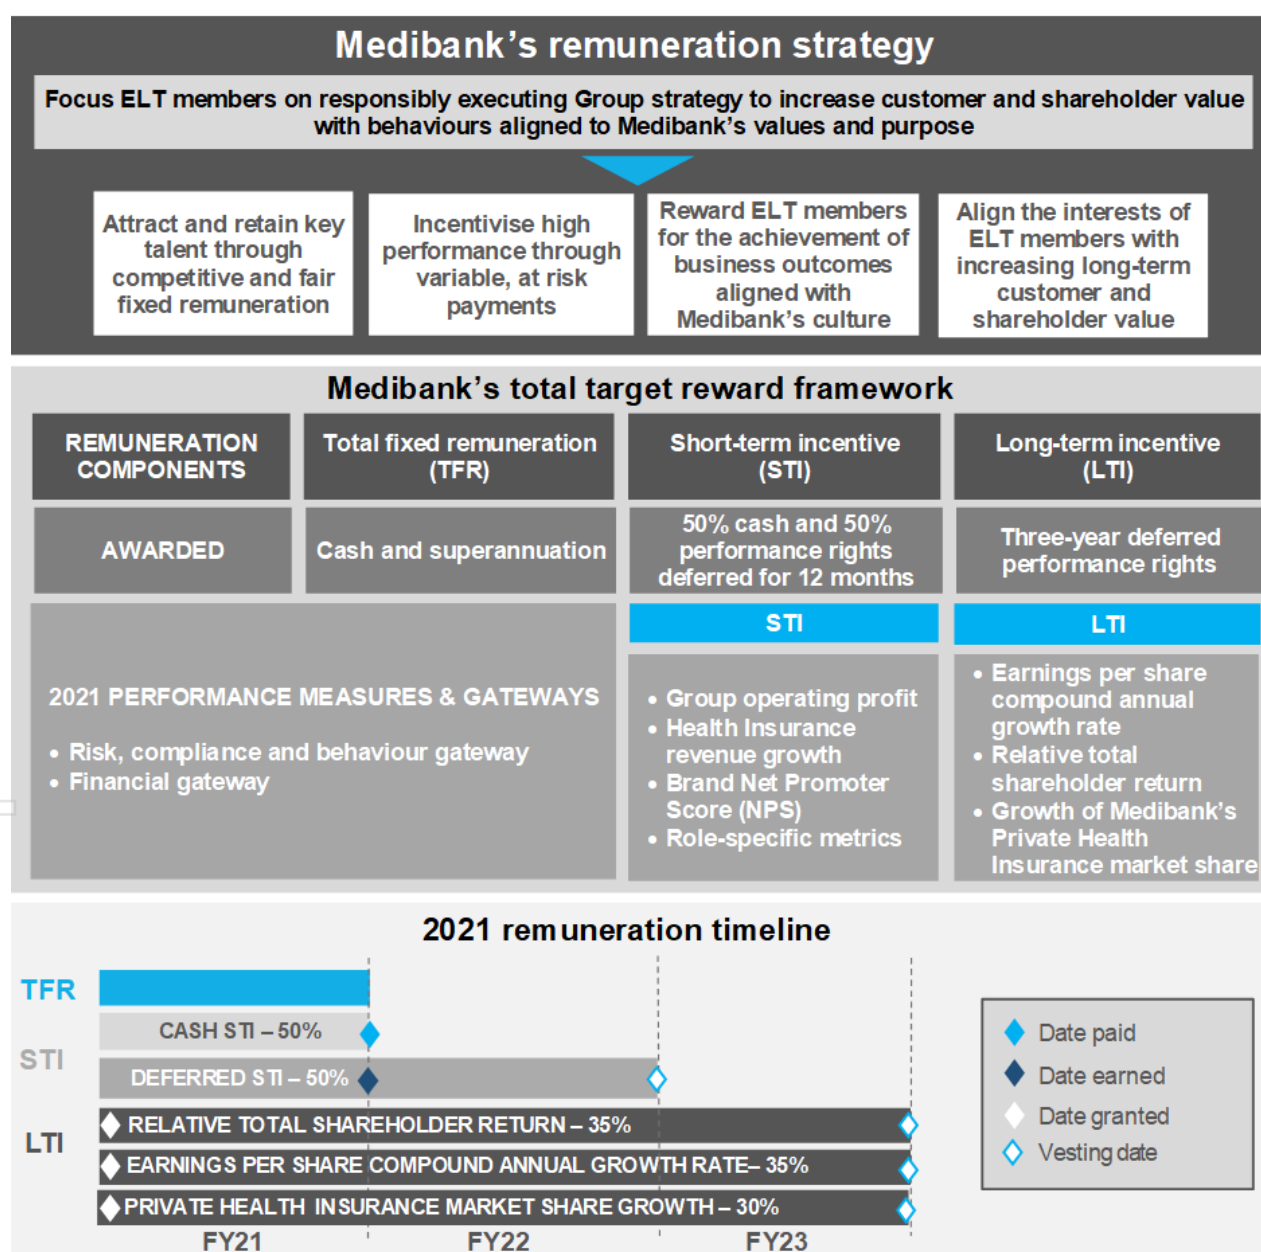 Medibank's remuneration strategy
Focus ELT members on responsibly executing Group strategy to increase customer and shareholder value
with behaviours aligned to Medibank's values and purpose
Attract and retain key
talent through
competitive and fair
fixed remuneration
Incentivise high
performance through
variable, at risk
payments
Reward ELT members
for the achievement of
business outcomes
aligned with
Medibank's culture
Align the interests of
ELT members with
increasing long-term
customer and
shareholder value
Medibank's total target reward framework
REMUNERATION
COMPONENTS
Total fixed remuneration
(TFR)
Short-term incentive
(STI)
Long-term incentive
(LTI)
AWARDED
Cash and superannuation
50% cash and 50%
performance rights
deferred for 12 months
Three-year deferred
performance rights
2021 PERFORMANCE MEASURES & GATEWAYS
• Risk, compliance and behaviour gateway
• Financial gateway
STI
• Group operating profit
• Health Insurance
revenue growth
• Brand Net Promoter
Score (NPS)
• Role-specific metrics
LTI
• Earnings per share
compound annual
growth rate
• Relative total
shareholder return
• Growth of Medibank's
Private Health
Insurance market share
2021 remuneration timeline
TFR
STI
CASH STI – 50%
DEFERRED STI – 50%
LTI
RELATIVE TOTAL SHAREHOLDER RETURN – 35%
EARNINGS PER SHARE COMPOUND ANNUAL GROWTH RATE– 35%
PRIVATE HEALTH INSURANCE MARKET SHARE GROWTH – 30%
FY21
FY22
FY23
Date paid
Date earned
Date granted
Vesting date